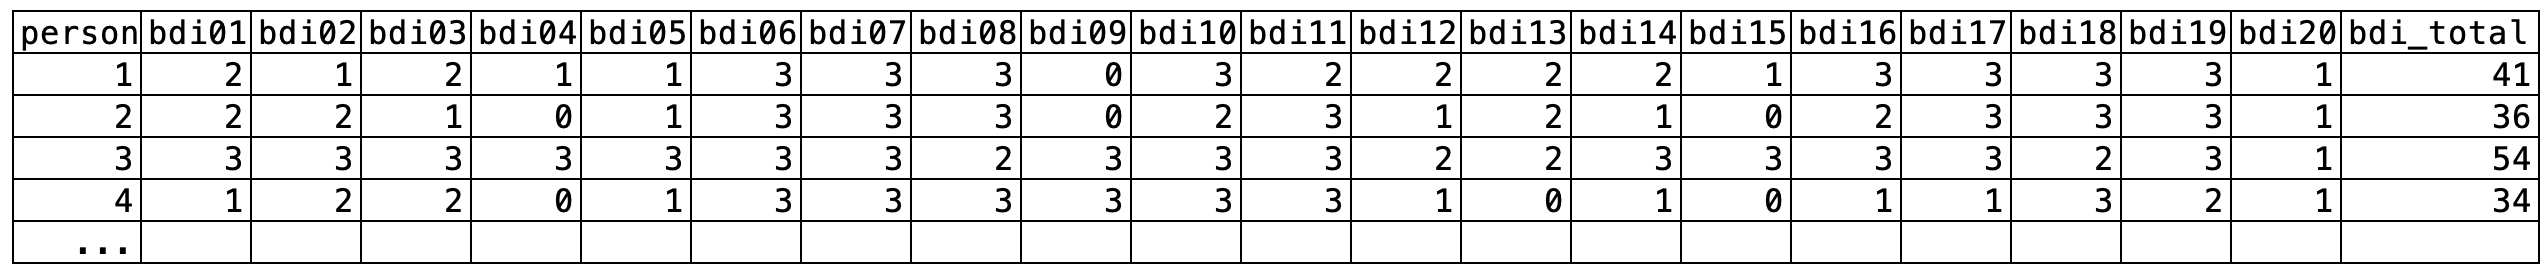 person bdi01 bdi02 bdi03 bdi04 bdi05 bdi06 bdi07 bdi08 bdi09 bdi10 bdi11 bdi12 bdi13 bdi14 bdi15 bdi16 bdi17 bdi18 bdi19 bdi20 bdi_total
1 2 1 2 1 1 3 3 3 0 3 2 2 2 2 1 3 3 3 3 1 41
2 2 2 1 0 1 3 3 3 0 2 3 1 2 1 0 2 3 3 3 1 36
3 3 3 3 3 3 3 3 2 3 3 3 2 2 3 3 3 3 2 3 1 54
4 1 2 2 0 1 3 3 3 3 3 3 1 0 1 0 1 1 3 2 1 34
...